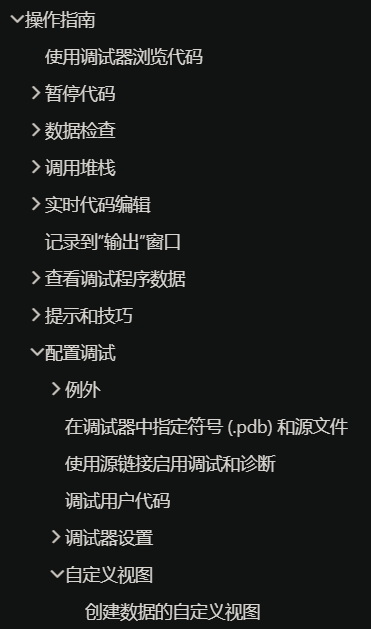 操作指南
使用调试器浏览代码
暂停代码
数据检查
调用堆栈
实时代码编辑
记录到“输出”窗口
查看调试程序数据
提示和技巧
配置调试
例外
在调试器中指定符号 (.pdb) 和源文件
使用源链接启用调试和诊断
调试用户代码
调试器设置
自定义视图
创建数据的自定义视图